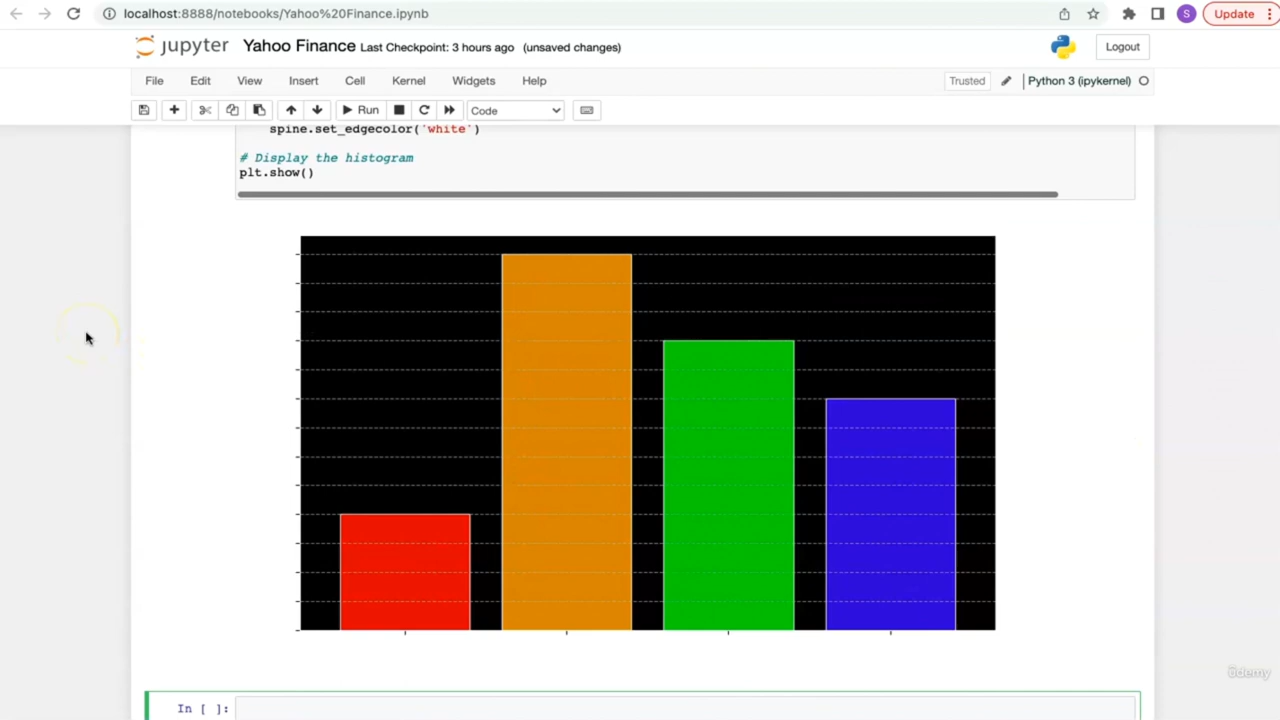 localhost:8888/notebooks/Yahoo%20Finance.ipynb
S
Update
jupyter Yahoo Finance Last Checkpoint: 3 hours ago (unsaved changes)
Logout
File Edit View Insert Cell Kernel Widgets Help
Trusted
Python 3 (ipykernel)
Run
Code
spine.set_edgecolor('white')
# Display the histogram
plt.show()
ûdemy
In [ ]: